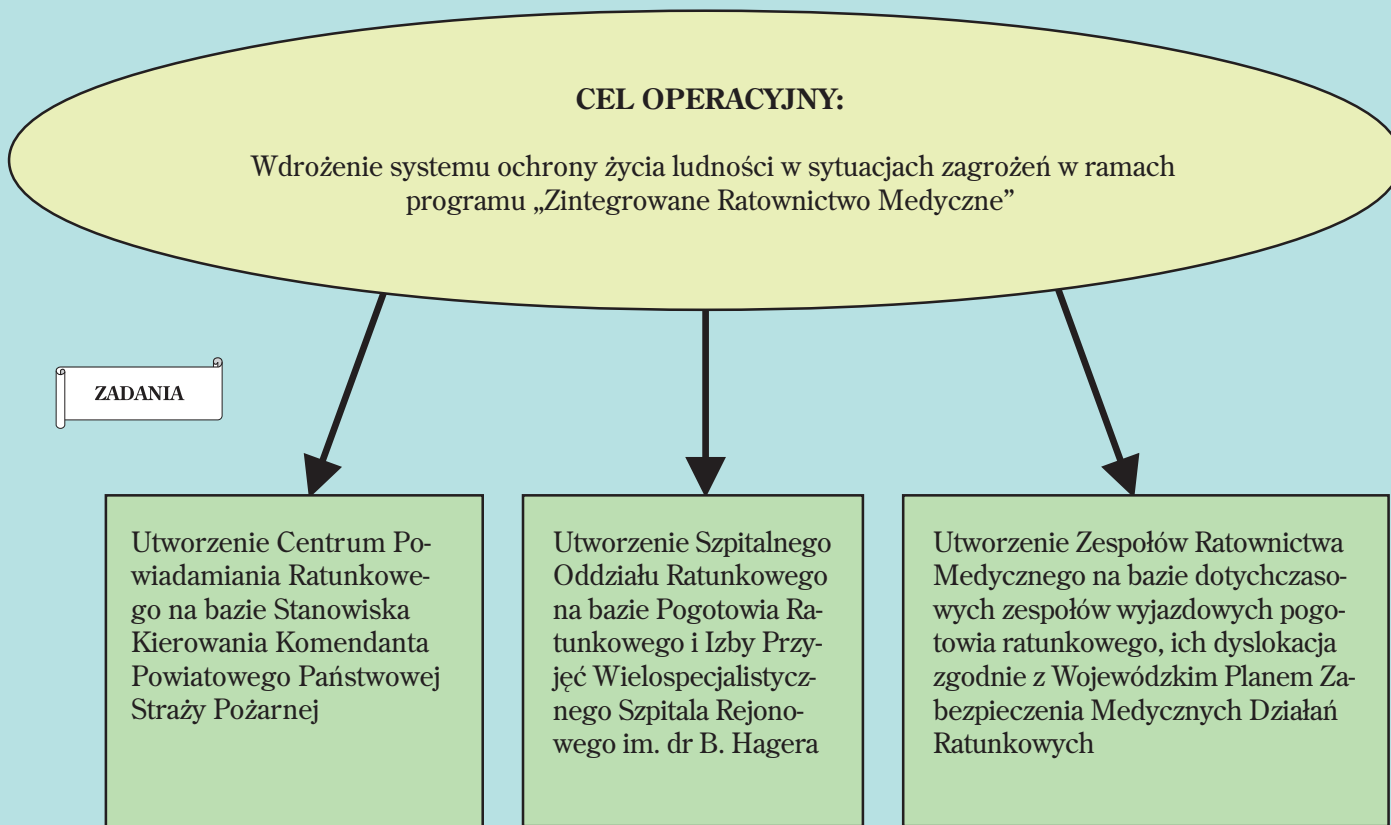 CEL OPERACYJNY:
Wdrożenie systemu ochrony życia ludności w sytuacjach zagrożeń w ramach
programu „Zintegrowane Ratownictwo Medyczne”
ZADANIA
Utworzenie Centrum Po-
wiadamiania Ratunkowe-
go na bazie Stanowiska
Kierowania Komendanta
Powiatowego Państwowej
Straży Pożarnej
Utworzenie Szpitalnego
Oddziału Ratunkowego
na bazie Pogotowia Ra-
tunkowego i Izby Przy-
jęć Wielospecjalistycz-
nego Szpitala Rejono-
wego im. dr B. Hagera
Utworzenie Zespołów Ratownictwa
Medycznego na bazie dotychczaso-
wych zespołów wyjazdowych pogo-
towia ratunkowego, ich dyslokacja
zgodnie z Wojewódzkim Planem Za-
bezpieczenia Medycznych Działań
Ratunkowych